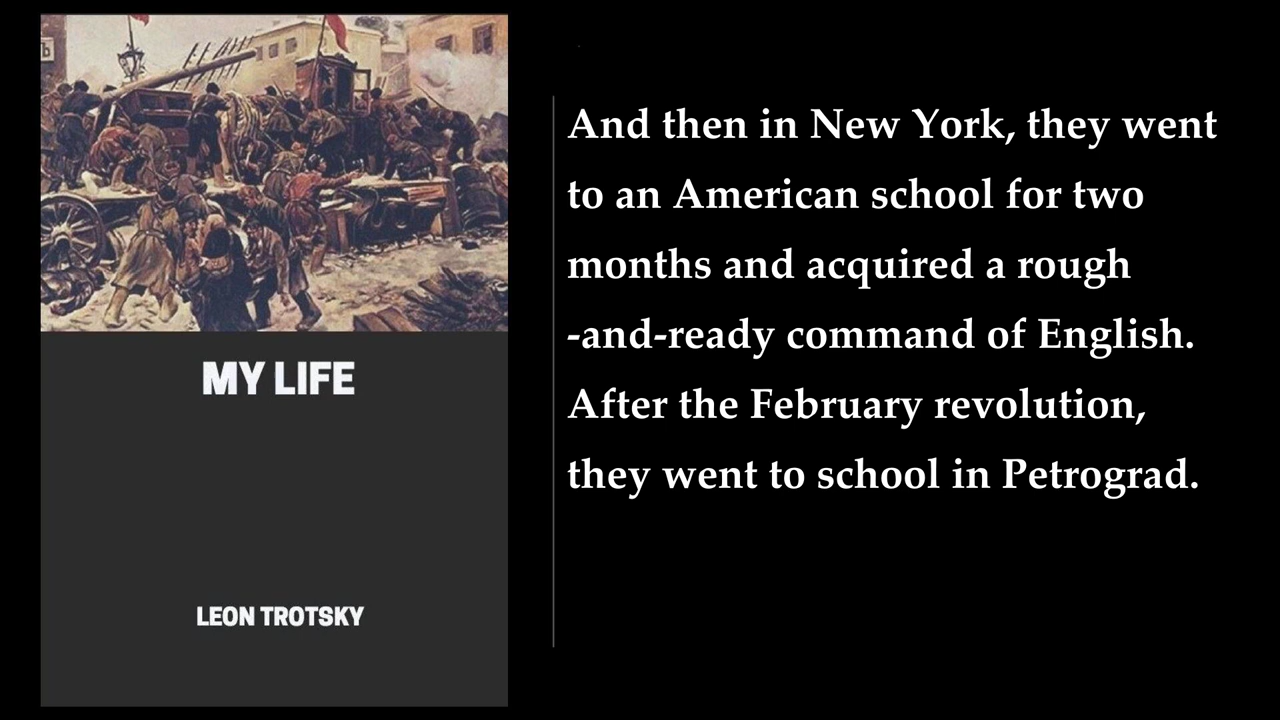 MY LIFE
LEON TROTSKY
And then in New York, they went
to an American school for two
months and acquired a rough
-and-ready command of English.
After the February revolution,
they went to school in Petrograd.